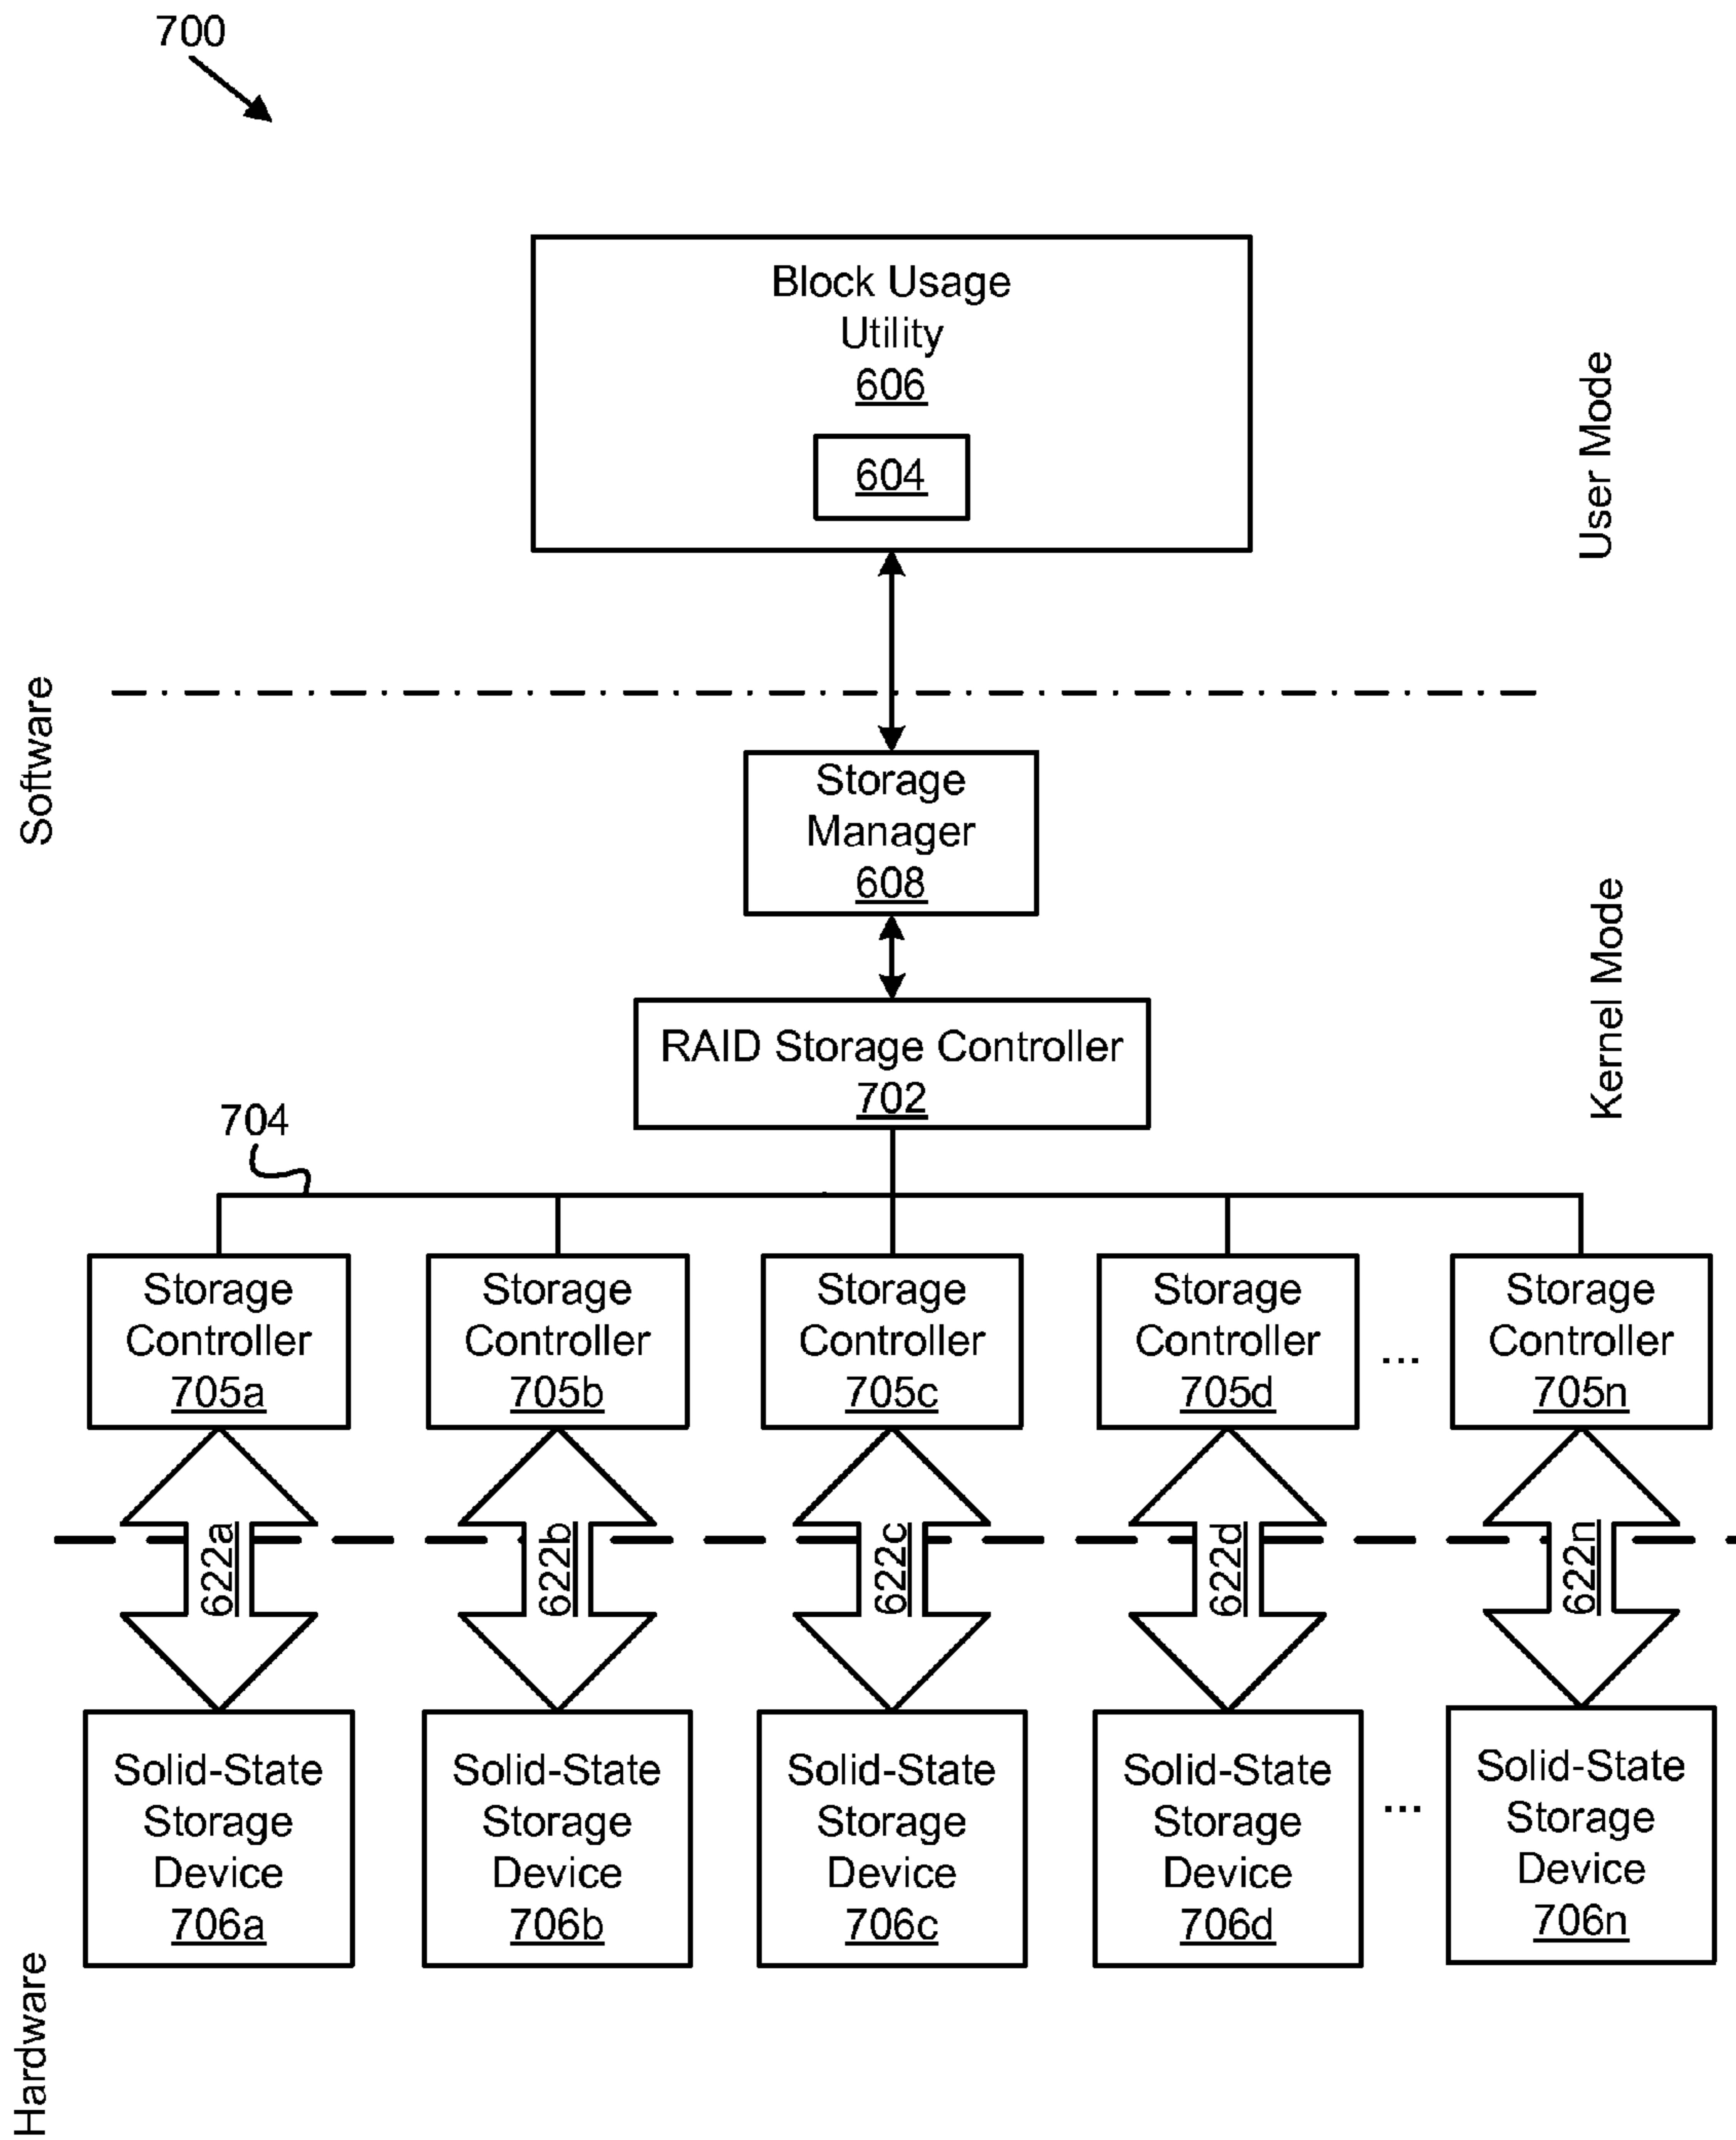 700
Block Usage
Utility
606
604
User Mode
Software
Storage
Manager
608
Kernel Mode
RAID Storage Controller
702
704
Storage
Controller
705a
Storage
Controller
705b
Storage
Controller
705c
Storage
Controller
705d
...
Storage
Controller
705n
622a
622b
622c
622d
622n
Solid-State
Storage
Device
706a
Solid-State
Storage
Device
706b
Solid-State
Storage
Device
706c
Solid-State
Storage
Device
706d
...
Solid-State
Storage
Device
706n
Hardware